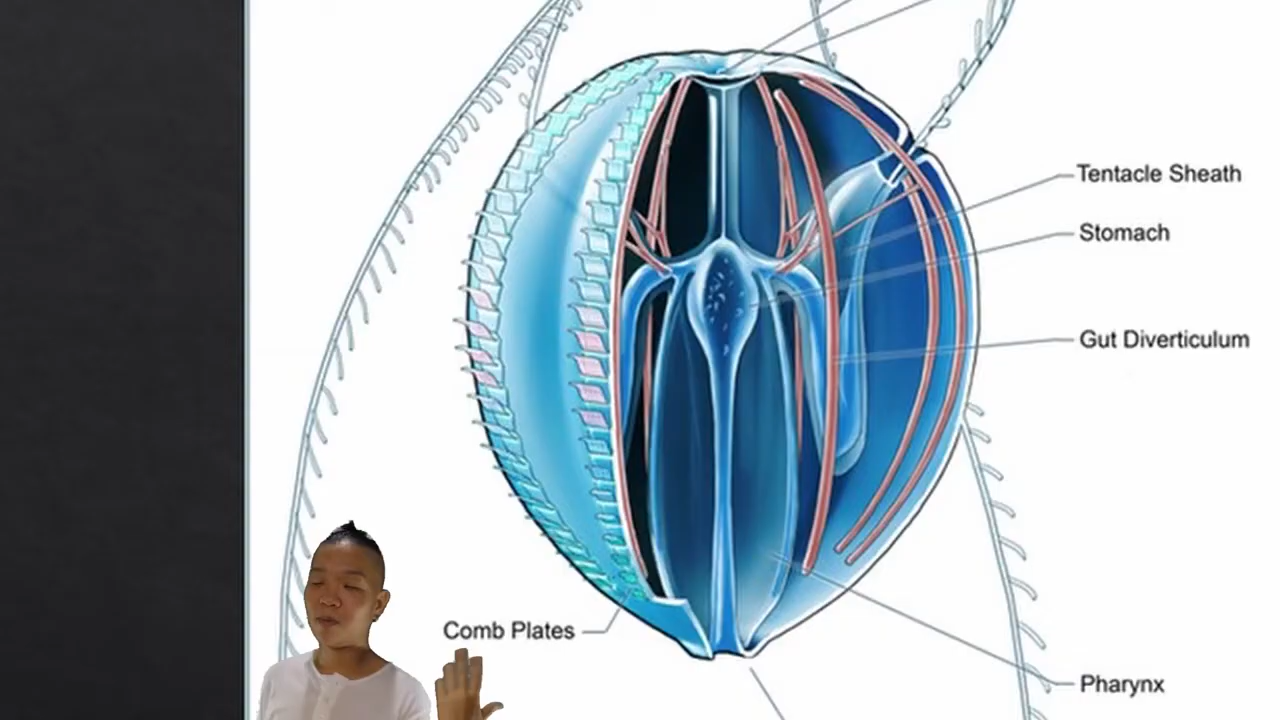 Tentacle Sheath
Stomach
Gut Diverticulum
Comb Plates
Pharynx